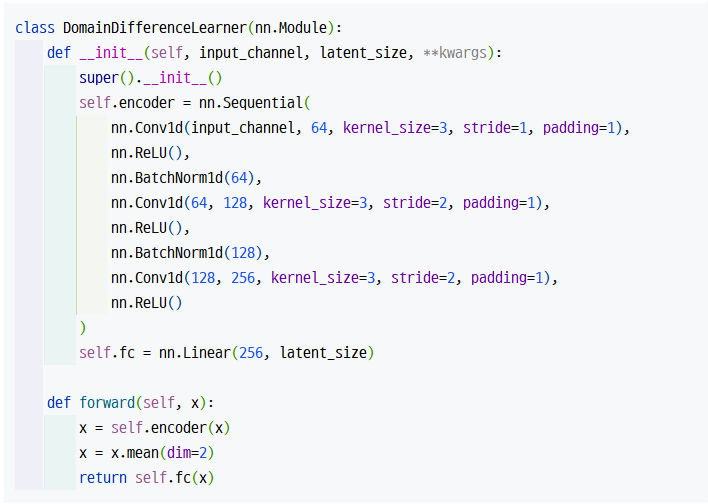 class DomainDifferenceLearner(nn.Module):
    def __init__(self, input_channel, latent_size, **kwargs):
        super().__init__()
        self.encoder = nn.Sequential(
            nn.Conv1d(input_channel, 64, kernel_size=3, stride=1, padding=1),
            nn.ReLU(),
            nn.BatchNorm1d(64),
            nn.Conv1d(64, 128, kernel_size=3, stride=2, padding=1),
            nn.ReLU(),
            nn.BatchNorm1d(128),
            nn.Conv1d(128, 256, kernel_size=3, stride=2, padding=1),
            nn.ReLU()
        )
        self.fc = nn.Linear(256, latent_size)

    def forward(self, x):
        x = self.encoder(x)
        x = x.mean(dim=2)
        return self.fc(x)